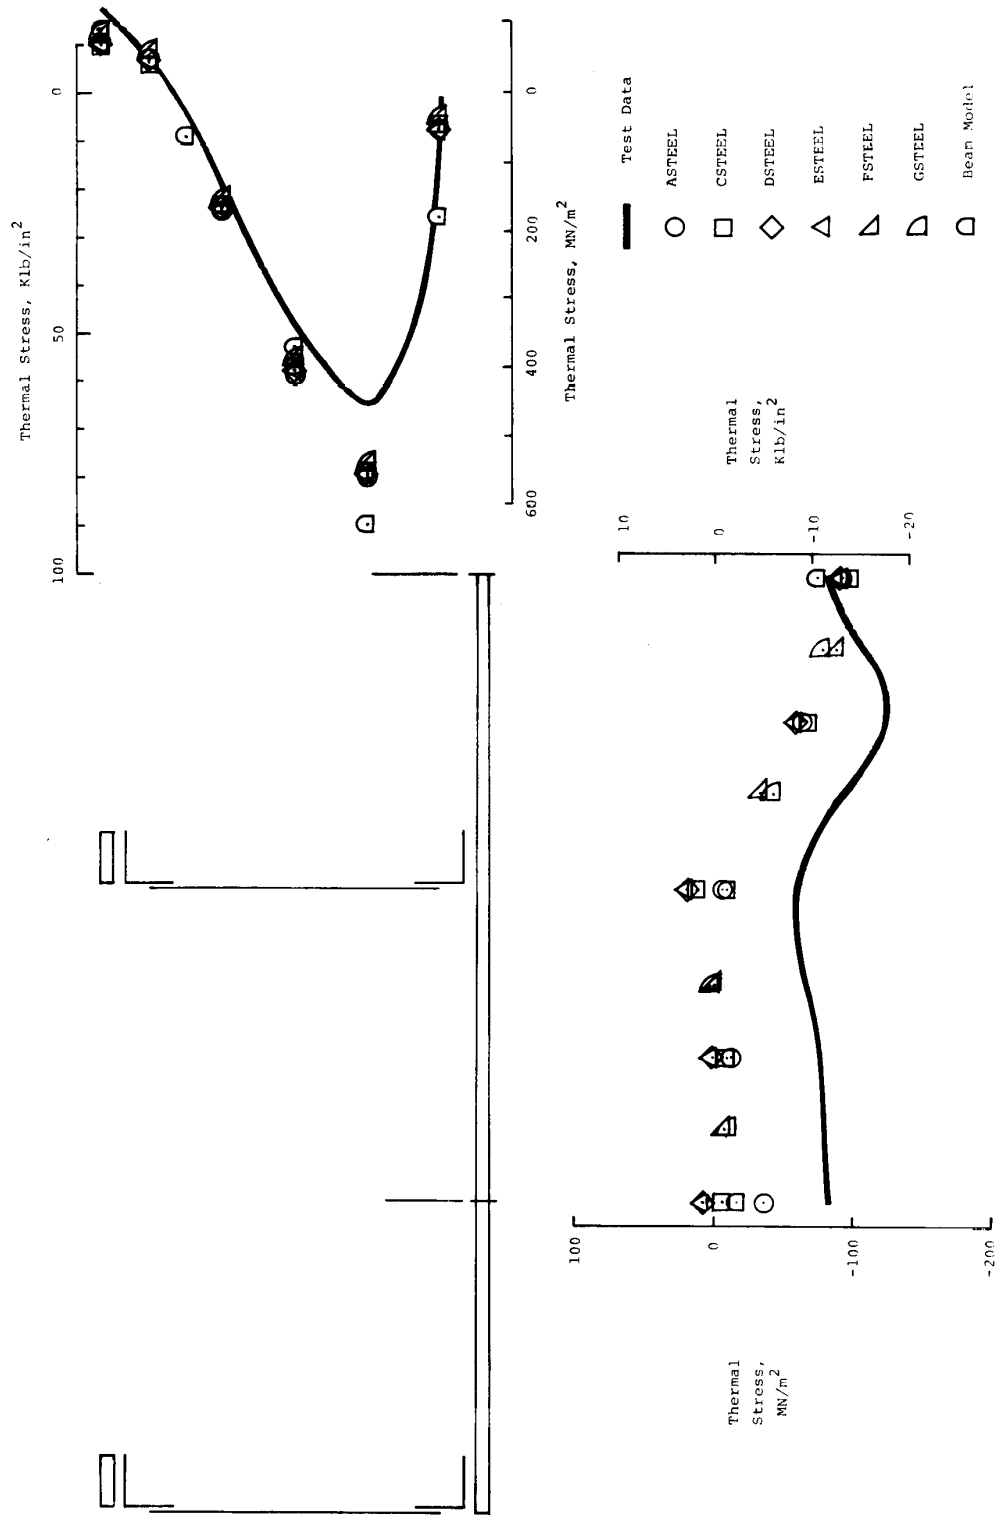 Thermal Stress, Klb/in²
100
50
0
600
400
200
0
Thermal Stress, MN/m²
Test Data
ASTEEL
CSTEEL
DSTEEL
ESTEEL
FSTEEL
GSTEEL
Bean Model
Thermal
Stress,
MN/m²
100
0
-100
-200
10
0
-10
-20
Thermal
Stress,
Klb/in²